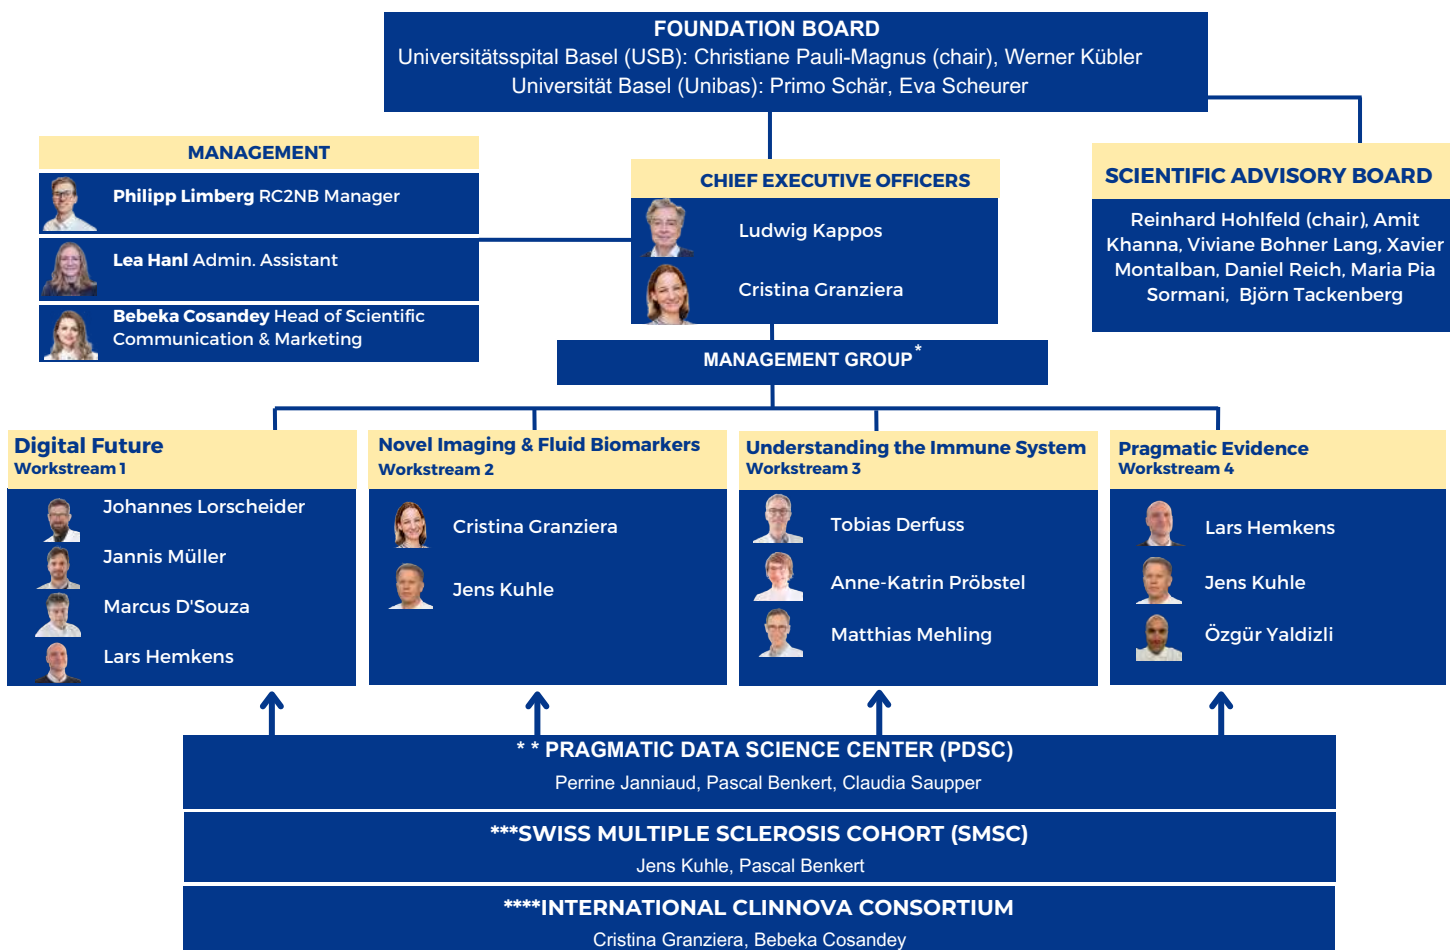 FOUNDATION BOARD
Universitätsspital Basel (USB): Christiane Pauli-Magnus (chair), Werner Kübler
Universität Basel (Unibas): Primo Schär, Eva Scheurer
MANAGEMENT
Philipp Limberg RC2NB Manager
Lea Hanl Admin. Assistant
Bebeka Cosandey Head of Scientific
Communication & Marketing
CHIEF EXECUTIVE OFFICERS
Ludwig Kappos
Cristina Granziera
SCIENTIFIC ADVISORY BOARD
Reinhard Hohlfeld (chair), Amit
Khanna, Viviane Bohner Lang, Xavier
Montalban, Daniel Reich, Maria Pia
Sormani, Björn Tackenberg
MANAGEMENT GROUP*
Digital Future
Workstream 1
Johannes Lorscheider
Jannis Müller
Marcus D'Souza
Lars Hemkens
Novel Imaging & Fluid Biomarkers
Workstream 2
Cristina Granziera
Jens Kuhle
Understanding the Immune System
Workstream 3
Tobias Derfuss
Anne-Katrin Pröbstel
Matthias Mehling
Pragmatic Evidence
Workstream 4
Lars Hemkens
Jens Kuhle
Özgür Yaldizli
* * PRAGMATIC DATA SCIENCE CENTER (PDSC)
Perrine Janniaud, Pascal Benkert, Claudia Saupper
***SWISS MULTIPLE SCLEROSIS COHORT (SMSC)
Jens Kuhle, Pascal Benkert
****INTERNATIONAL CLINNOVA CONSORTIUM
Cristina Granziera, Bebeka Cosandey